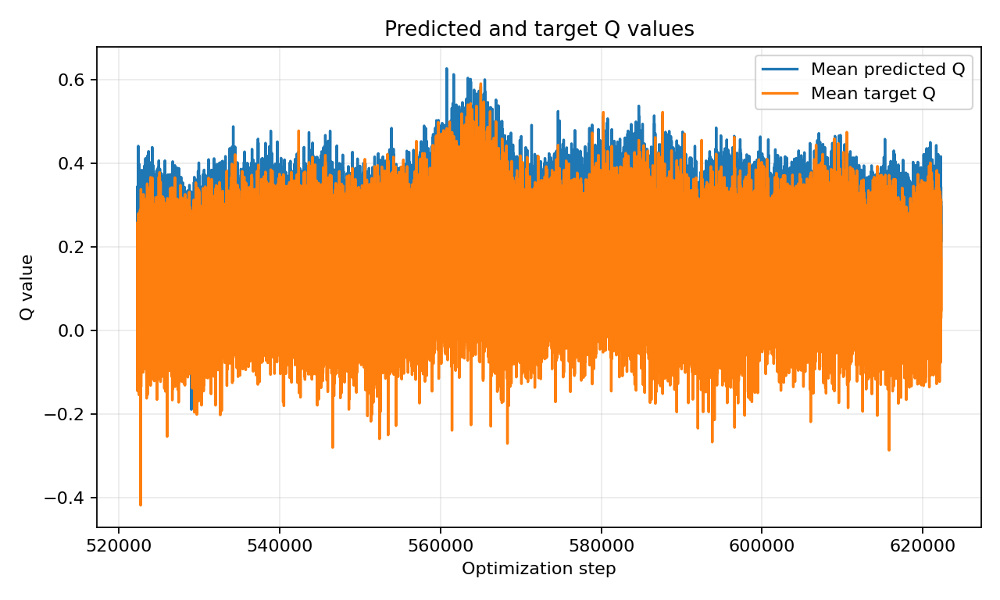 Predicted and target Q values
Mean predicted Q
Mean target Q
0.6
0.4
0.2
0.0
−0.2
−0.4
Q value
520000 540000 560000 580000 600000 620000
Optimization step